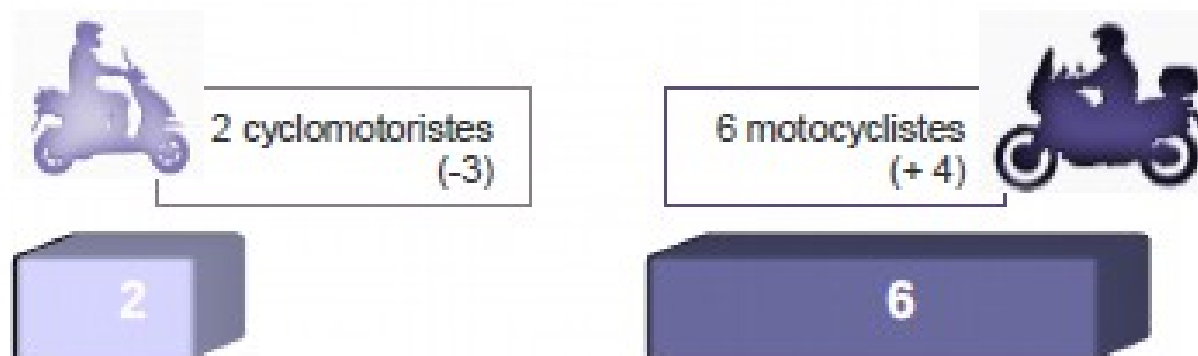 2 cyclomotoristes
(-3)
6 motocyclistes
(+ 4)
2
6